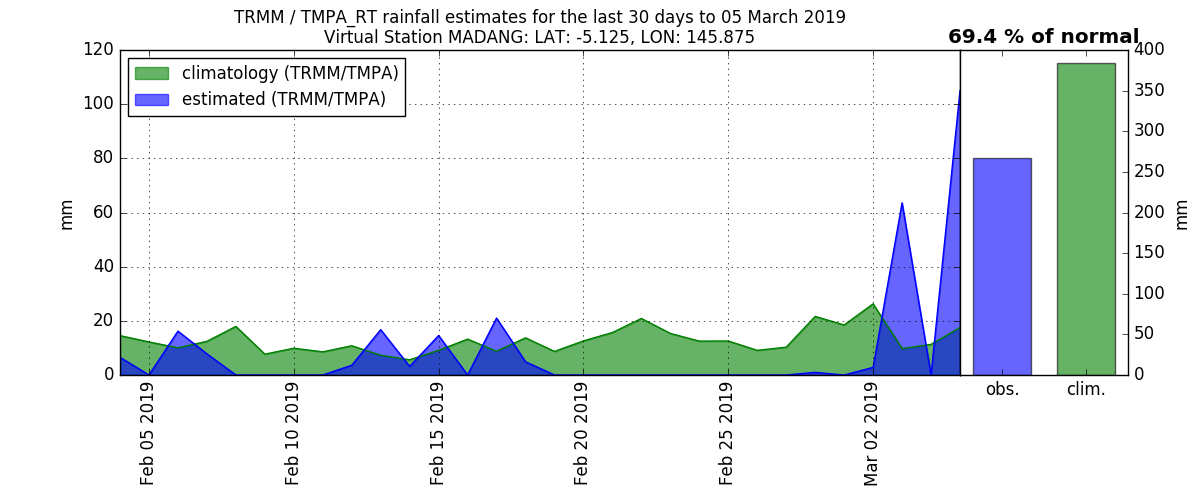 TRMM / TMPA_RT rainfall estimates for the last 30 days to 05 March 2019
Virtual Station MADANG: LAT: -5.125, LON: 145.875
69.4 % of normal
climatology (TRMM/TMPA)
estimated (TRMM/TMPA)
mm
120
100
80
60
40
20
0
Feb 05 2019
Feb 10 2019
Feb 15 2019
Feb 20 2019
Feb 25 2019
Mar 02 2019
obs.
clim.
400
350
300
250
200
150
100
50
0
mm